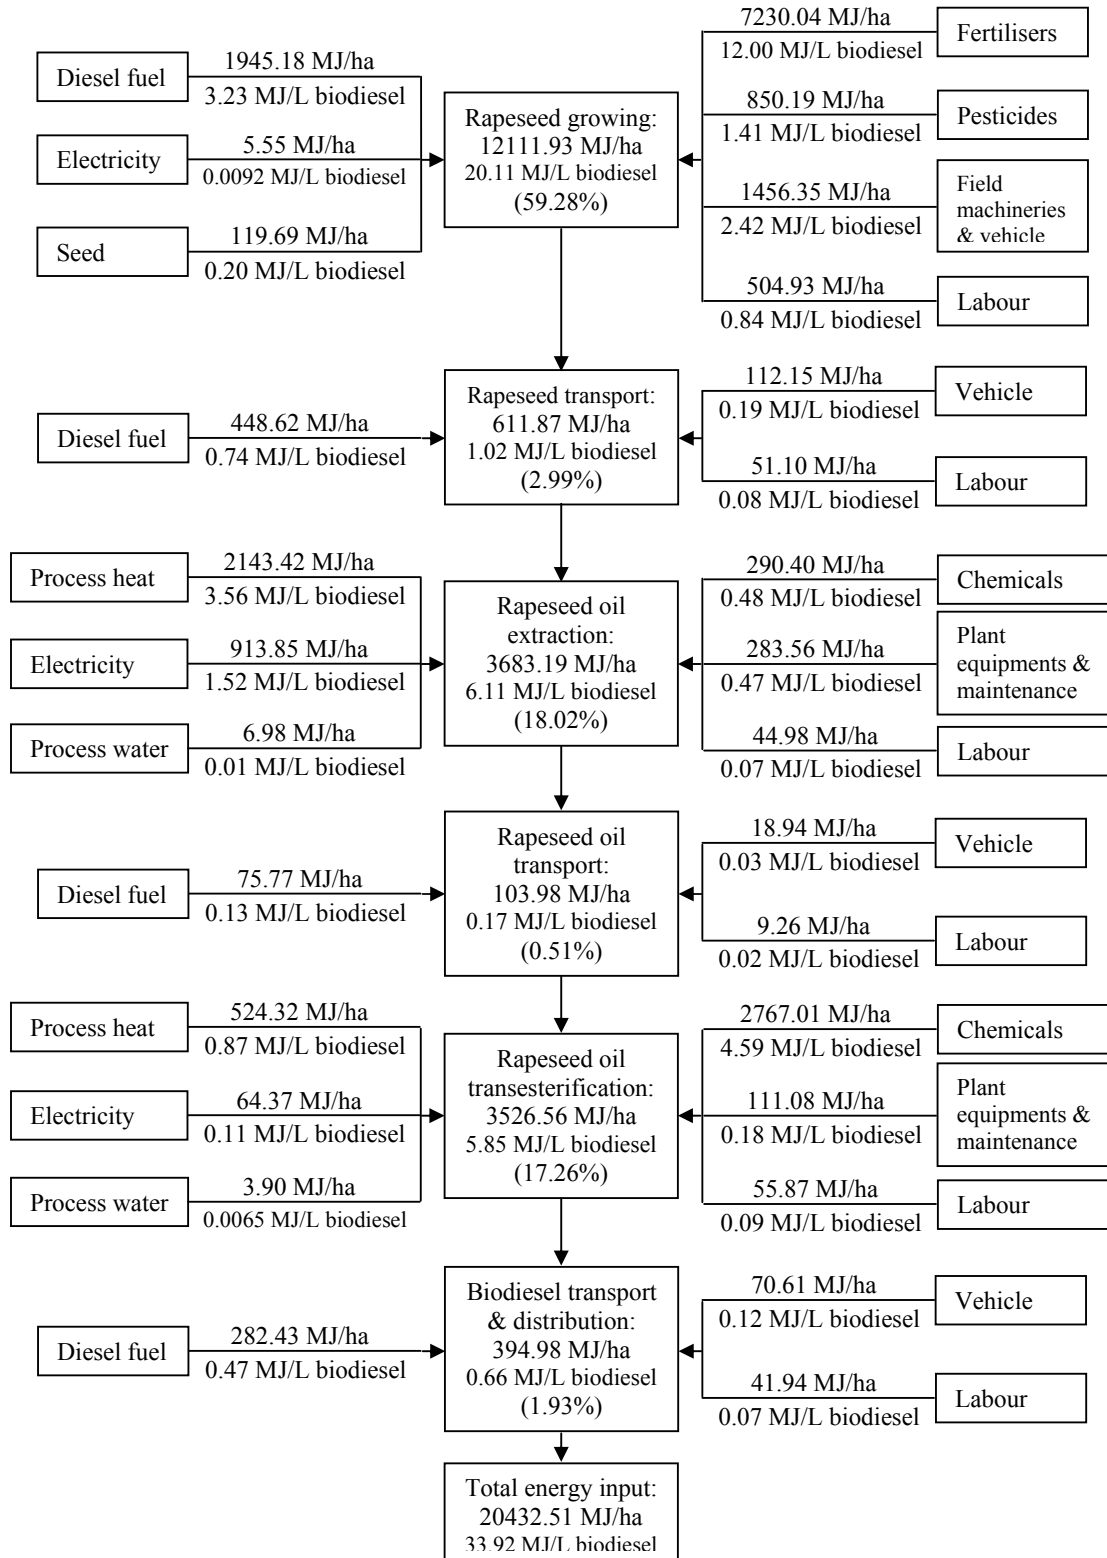 Diesel fuel
1945.18 MJ/ha
3.23 MJ/L biodiesel
Electricity
5.55 MJ/ha
0.0092 MJ/L biodiesel
Seed
119.69 MJ/ha
0.20 MJ/L biodiesel
Rapeseed growing:
12111.93 MJ/ha
20.11 MJ/L biodiesel
(59.28%)
7230.04 MJ/ha
12.00 MJ/L biodiesel
Fertilisers
850.19 MJ/ha
1.41 MJ/L biodiesel
Pesticides
1456.35 MJ/ha
2.42 MJ/L biodiesel
Field
machineries
& vehicle
504.93 MJ/ha
0.84 MJ/L biodiesel
Labour
Diesel fuel
448.62 MJ/ha
0.74 MJ/L biodiesel
Rapeseed transport:
611.87 MJ/ha
1.02 MJ/L biodiesel
(2.99%)
112.15 MJ/ha
0.19 MJ/L biodiesel
Vehicle
51.10 MJ/ha
0.08 MJ/L biodiesel
Labour
Process heat
2143.42 MJ/ha
3.56 MJ/L biodiesel
Electricity
913.85 MJ/ha
1.52 MJ/L biodiesel
Process water
6.98 MJ/ha
0.01 MJ/L biodiesel
Rapeseed oil
extraction:
3683.19 MJ/ha
6.11 MJ/L biodiesel
(18.02%)
290.40 MJ/ha
0.48 MJ/L biodiesel
Chemicals
283.56 MJ/ha
0.47 MJ/L biodiesel
Plant
equipments &
maintenance
44.98 MJ/ha
0.07 MJ/L biodiesel
Labour
Diesel fuel
75.77 MJ/ha
0.13 MJ/L biodiesel
Rapeseed oil
transport:
103.98 MJ/ha
0.17 MJ/L biodiesel
(0.51%)
18.94 MJ/ha
0.03 MJ/L biodiesel
Vehicle
9.26 MJ/ha
0.02 MJ/L biodiesel
Labour
Process heat
524.32 MJ/ha
0.87 MJ/L biodiesel
Electricity
64.37 MJ/ha
0.11 MJ/L biodiesel
Process water
3.90 MJ/ha
0.0065 MJ/L biodiesel
Rapeseed oil
transesterification:
3526.56 MJ/ha
5.85 MJ/L biodiesel
(17.26%)
2767.01 MJ/ha
4.59 MJ/L biodiesel
Chemicals
111.08 MJ/ha
0.18 MJ/L biodiesel
Plant
equipments &
maintenance
55.87 MJ/ha
0.09 MJ/L biodiesel
Labour
Diesel fuel
282.43 MJ/ha
0.47 MJ/L biodiesel
Biodiesel transport
& distribution:
394.98 MJ/ha
0.66 MJ/L biodiesel
(1.93%)
70.61 MJ/ha
0.12 MJ/L biodiesel
Vehicle
41.94 MJ/ha
0.07 MJ/L biodiesel
Labour
Total energy input:
20432.51 MJ/ha
33.92 MJ/L biodiesel